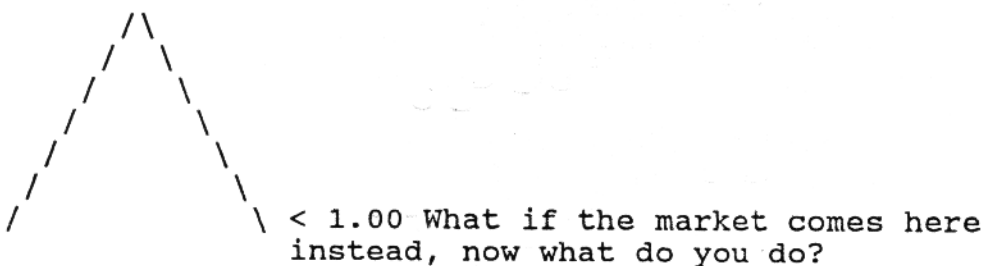 < 1.00 What if the market comes here
instead, now what do you do?